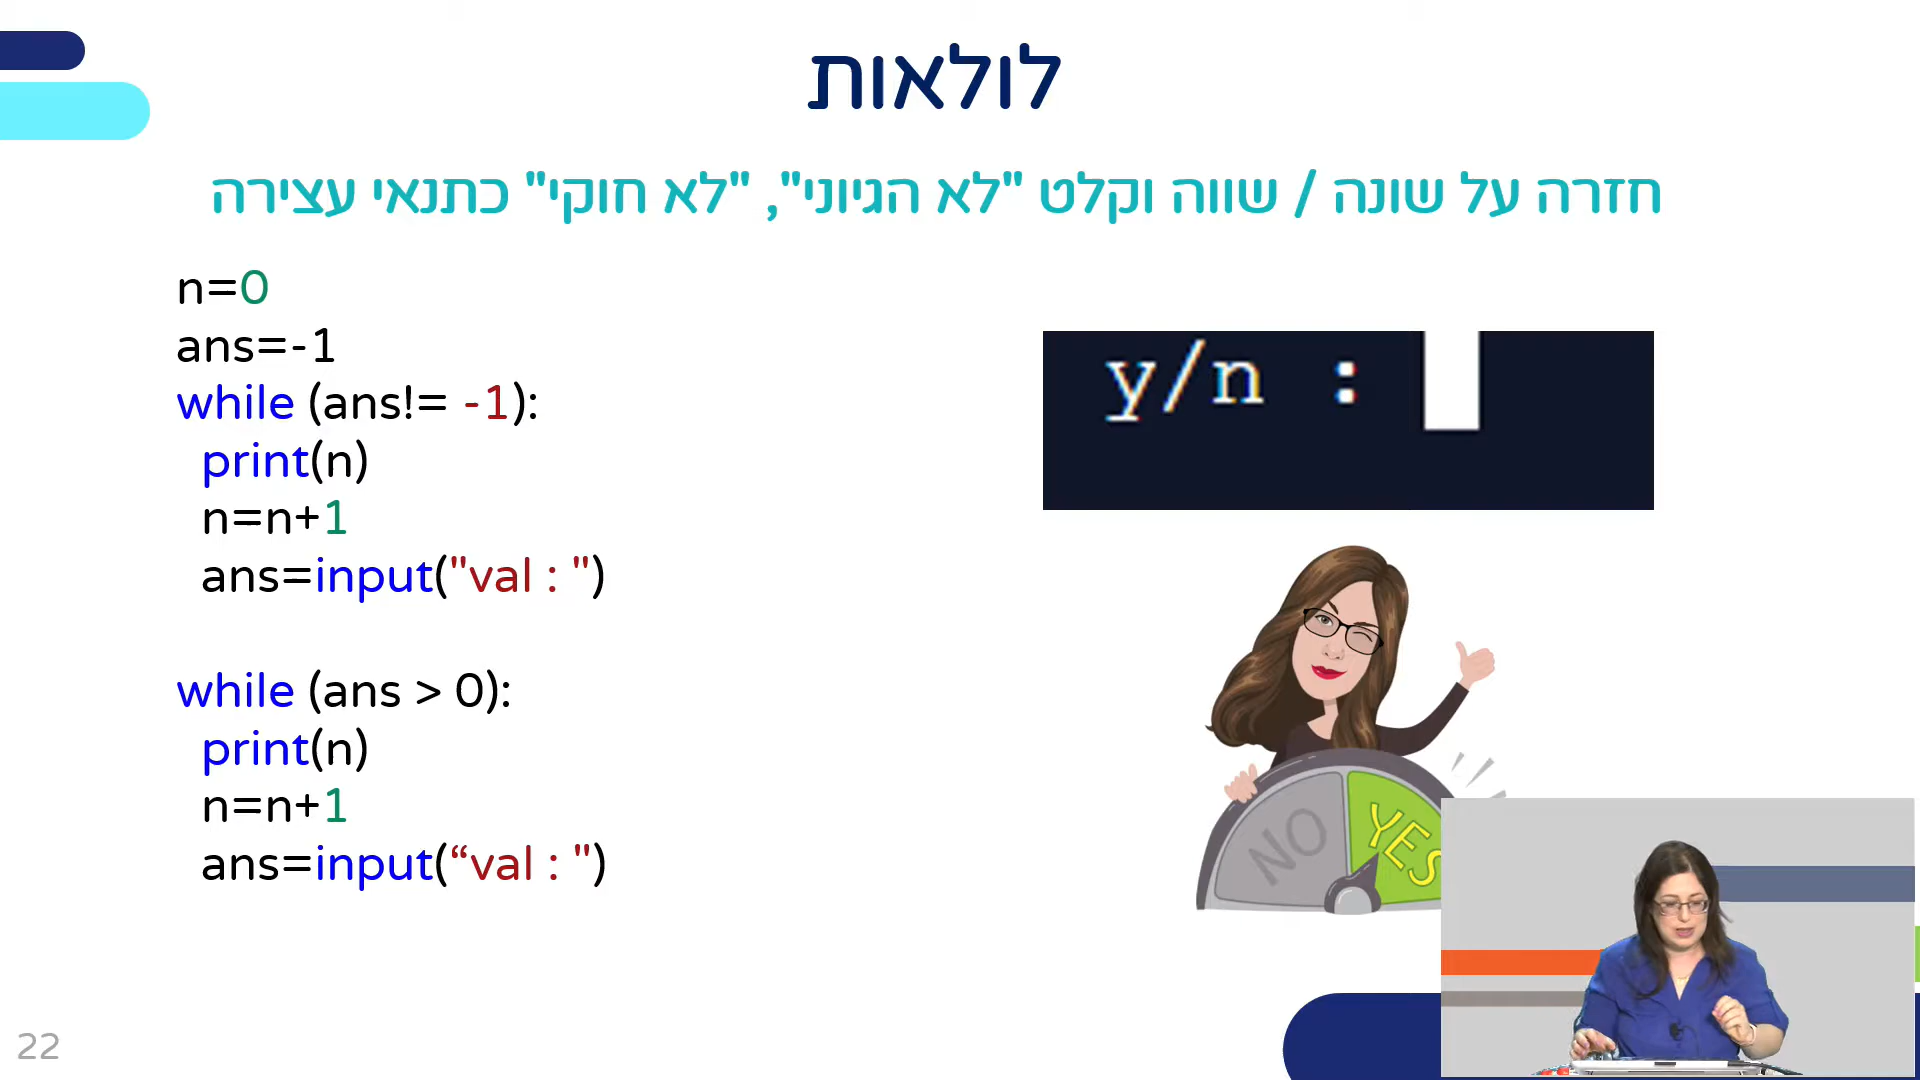 לולאות
חזרה על שונה / שווה וקלט "לא הגיוני", "לא חוקי" כתנאי עצירה
n=0
ans=-1
while (ans!= -1):
print(n)
n=n+1
ans=input("val : ")
while (ans > 0):
print(n)
n=n+1
ans=input(“val : ")
y/n :
NO
YES
22